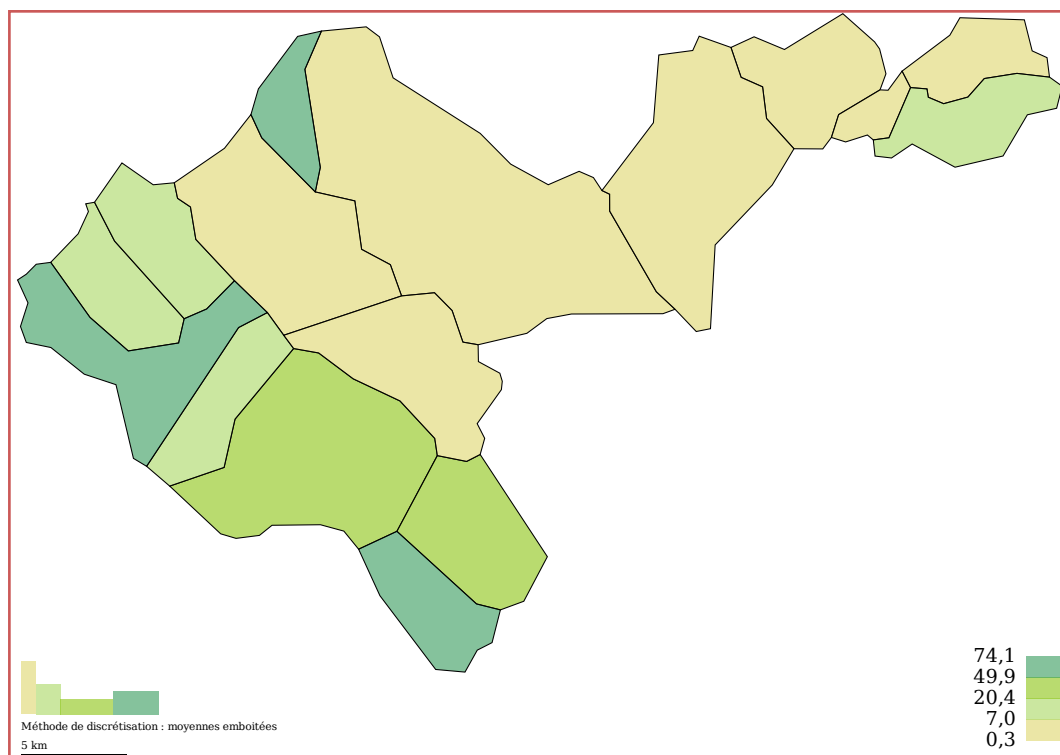 74,1
49,9
20,4
7,0
0,3
Méthode de discrétisation : moyennes emboitées
5 km